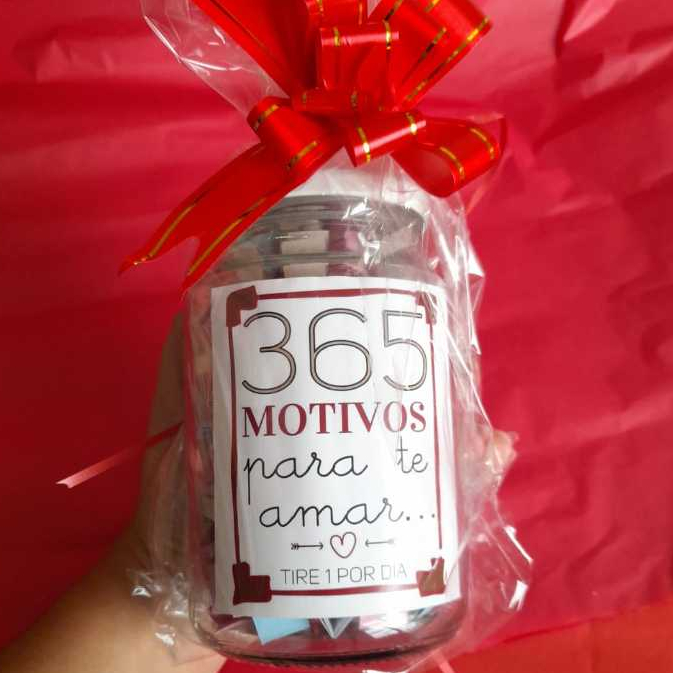 365
MOTIVOS
para te
amar...
TIRE 1 POR DIA